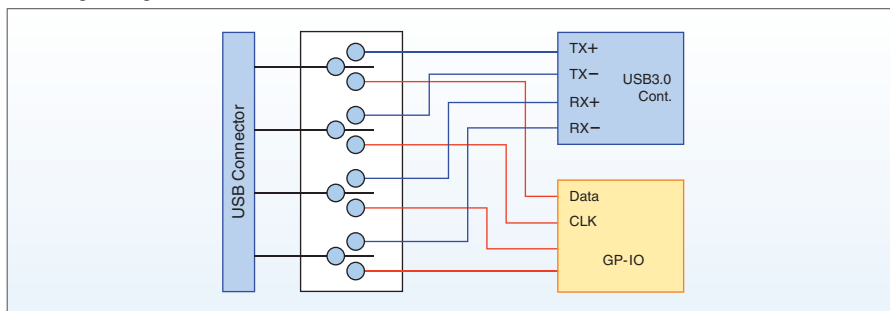 USB Connector
TX+
TX−
RX+
RX−
USB3.0
Cont.
Data
CLK
GP-IO